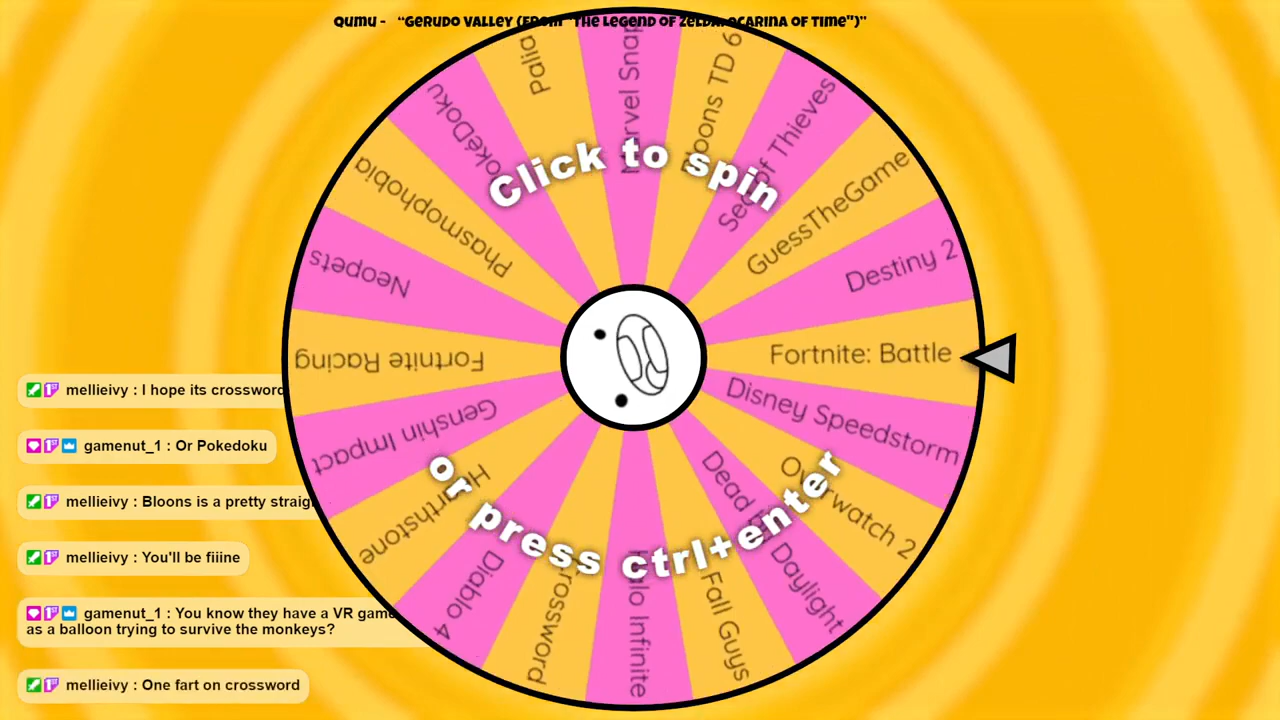 Qumu - "Gerudo Valley (From "The Legend of Zelda: Ocarina of Time")"
Click to spin
or press ctrl+enter
Palia
Marvel Snap
Bloons TD 6
Sea of Thieves
GuessTheGame
Destiny 2
Fortnite: Battle
Disney Speedstorm
Overwatch 2
Dead by Daylight
Fall Guys
Halo Infinite
Crossword
Diablo 4
Hearthstone
Genshin Impact
Fortnite Racing
Neopets
Phasmophobia
PokéDoku
mellieivy : I hope its crossword
gamenut_1 : Or Pokedoku
mellieivy : Bloons is a pretty straig
mellieivy : You'll be fiiine
gamenut_1 : You know they have a VR game
as a balloon trying to survive the monkeys?
mellieivy : One fart on crossword